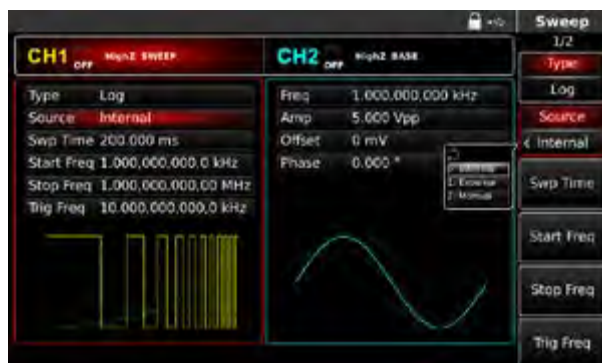 Sweep
1/2
CH1 OFF HighZ SWEEP
CH2 OFF HighZ BASE
Type
Log
Source
Internal
Swp Time
Start Freq
Stop Freq
Trig Freq
Type Log
Source Internal
Swp Time 200.000 ms
Start Freq 1.000,000,000,0 kHz
Stop Freq 1.000,000,000,00 MHz
Trig Freq 10.000,000,000,0 kHz
Freq 1.000,000,000 kHz
Amp 5.000 Vpp
Offset 0 mV
Phase 0.000 °
0 Internal
1 External
2 Manual